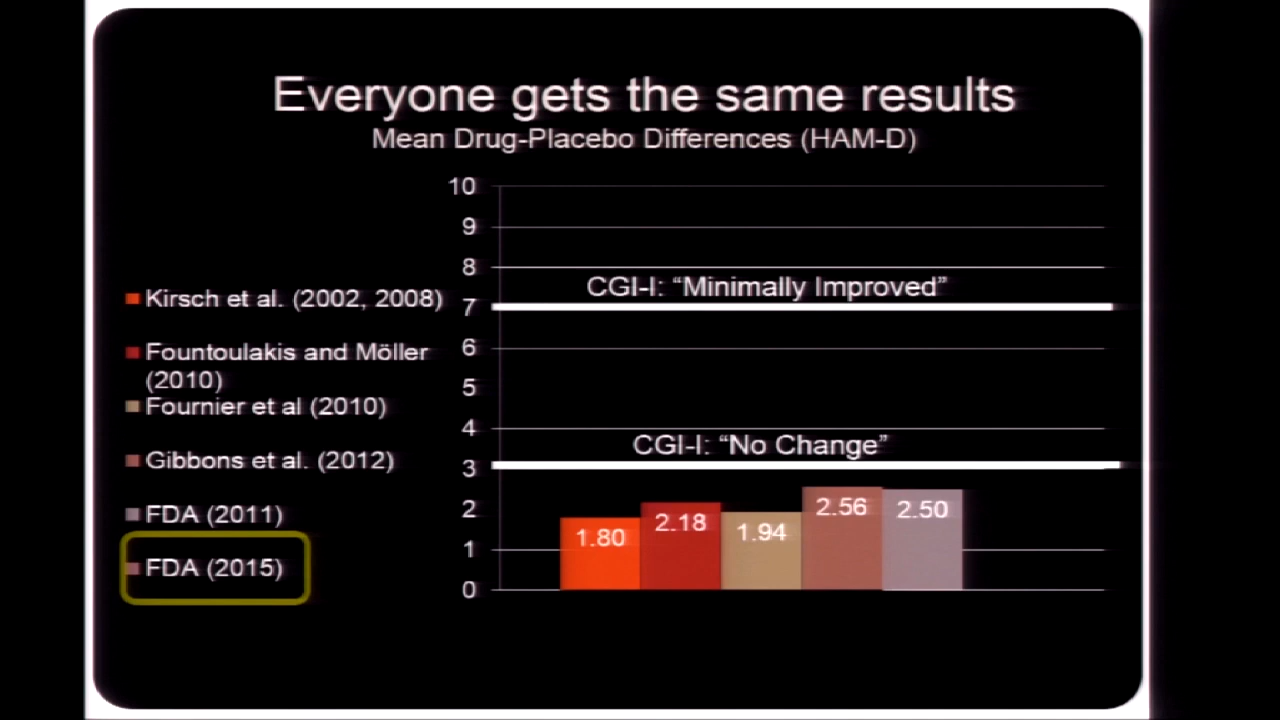 Everyone gets the same results
Mean Drug-Placebo Differences (HAM-D)
10
9
8
7
6
5
4
3
2
1
0
CGI-I: “Minimally Improved”
CGI-I: “No Change”
1.80
2.18
1.94
2.56
2.50
Kirsch et al. (2002, 2008)
Fountoulakis and Möller
(2010)
Fournier et al (2010)
Gibbons et al. (2012)
FDA (2011)
FDA (2015)